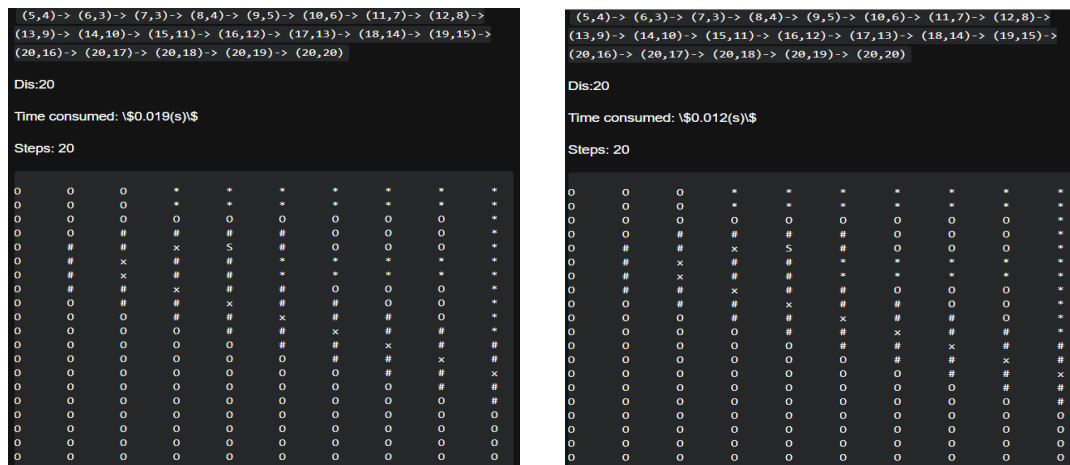 (5,4)-> (6,3)-> (7,3)-> (8,4)-> (9,5)-> (10,6)-> (11,7)-> (12,8)->
(13,9)-> (14,10)-> (15,11)-> (16,12)-> (17,13)-> (18,14)-> (19,15)->
(20,16)-> (20,17)-> (20,18)-> (20,19)-> (20,20)
Dis:20
Time consumed: \$0.019(s)\$
Steps: 20
O O O * * * * * * *
O O O * * * * * * *
O O O O O O O O O *
O O # # # # O O O *
O # # x S # O O O *
O # x # # * * * * *
O # x # # * * * * *
O # # x # # O O O *
O O # # x # # O O *
O O O # # x # # O *
O O O O # # x # # *
O O O O O # # x # #
O O O O O O # # x #
O O O O O O O # # x
O O O O O O O O # #
O O O O O O O O O #
O O O O O O O O O O
O O O O O O O O O O
O O O O O O O O O O
O O O O O O O O O O
(5,4)-> (6,3)-> (7,3)-> (8,4)-> (9,5)-> (10,6)-> (11,7)-> (12,8)->
(13,9)-> (14,10)-> (15,11)-> (16,12)-> (17,13)-> (18,14)-> (19,15)->
(20,16)-> (20,17)-> (20,18)-> (20,19)-> (20,20)
Dis:20
Time consumed: \$0.012(s)\$
Steps: 20
O O O * * * * * * *
O O O * * * * * * *
O O O O O O O O O *
O O # # # # O O O *
O # # x S # O O O *
O # x # # * * * * *
O # x # # * * * * *
O # # x # # O O O *
O O # # x # # O O *
O O O # # x # # O *
O O O O # # x # # *
O O O O O # # x # #
O O O O O O # # x #
O O O O O O O # # x
O O O O O O O O # #
O O O O O O O O O #
O O O O O O O O O O
O O O O O O O O O O
O O O O O O O O O O
O O O O O O O O O O